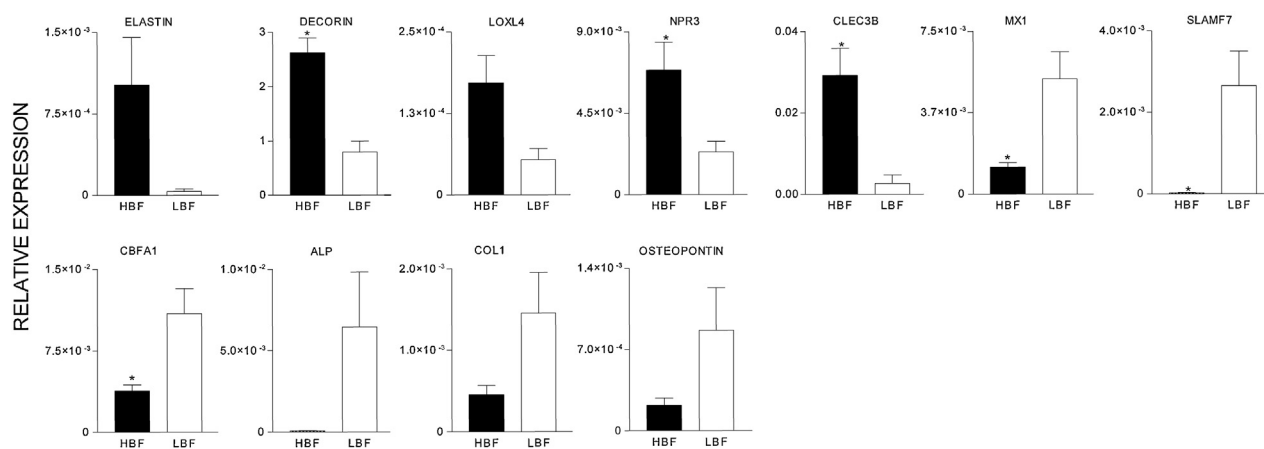 RELATIVE EXPRESSION
ELASTIN
1.5×10⁻³
7.5×10⁻⁴
0
HBF LBF
DECORIN
3
2
1
0
*
HBF LBF
LOXL4
2.5×10⁻⁴
1.3×10⁻⁴
0
HBF LBF
NPR3
9.0×10⁻³
4.5×10⁻³
0
*
HBF LBF
CLEC3B
0.04
0.02
0.00
*
HBF LBF
MX1
7.5×10⁻³
3.7×10⁻³
0
*
HBF LBF
SLAMF7
4.0×10⁻³
2.0×10⁻³
0
*
HBF LBF
CBFA1
1.5×10⁻²
7.5×10⁻³
0
*
HBF LBF
ALP
1.0×10⁻²
5.0×10⁻³
0
HBF LBF
COL1
2.0×10⁻³
1.0×10⁻³
0
HBF LBF
OSTEOPONTIN
1.4×10⁻³
7.0×10⁻⁴
0
HBF LBF